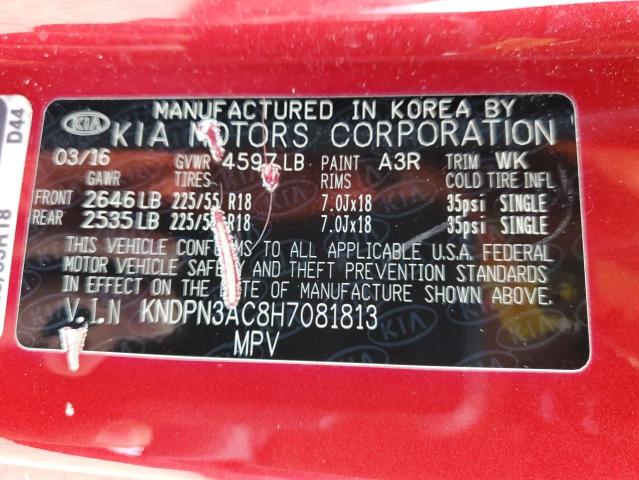 MANUFACTURED IN KOREA BY
KIA KIA MOTORS CORPORATION
03/16 GVWR 4597LB PAINT A3R TRIM WK
GAWR TIRES RIMS COLD TIRE INFL
FRONT 2646LB 225/55 R18 7.0Jx18 35psi SINGLE
REAR 2535LB 225/55 R18 7.0Jx18 35psi SINGLE
THIS VEHICLE CONFORMS TO ALL APPLICABLE U.S.A. FEDERAL
MOTOR VEHICLE SAFETY AND THEFT PREVENTION STANDARDS
IN EFFECT ON THE DATE OF MANUFACTURE SHOWN ABOVE.
V.I.N KNDPN3AC8H7081813
MPV
D44